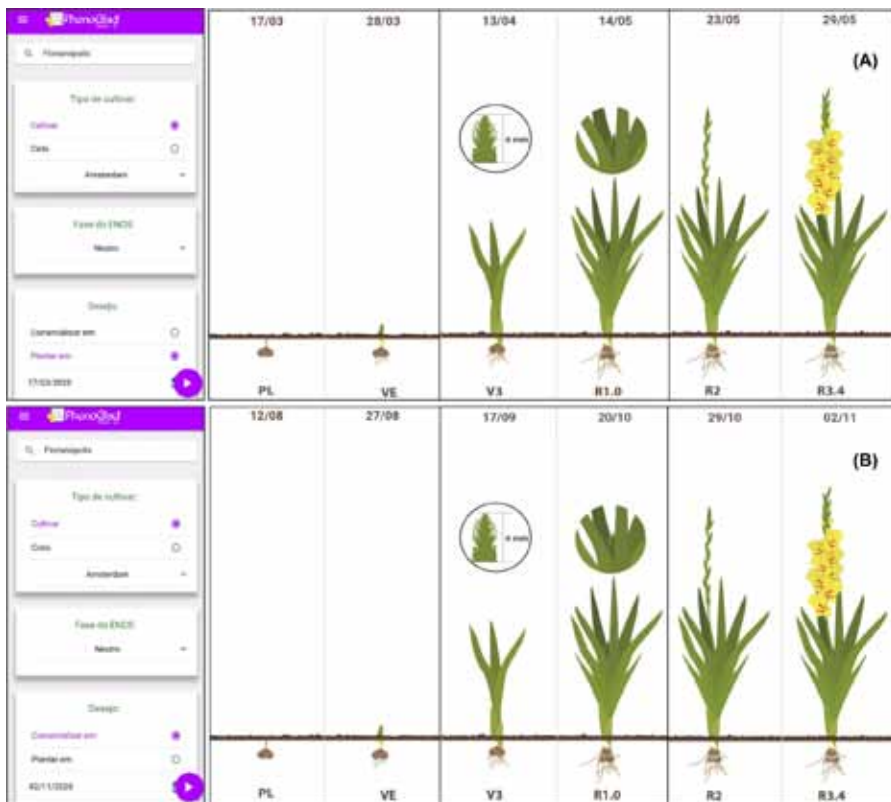 PhenoGlad
Florianópolis
Tipo de cultivar:
Cultivar
Ciclo
Amsterdam
Fase do ENOS:
Neutro
Desejo:
Comercializar em
Plantar em
17/03/2020
17/03 28/03 13/04 14/05 23/05 29/05
(A)
PL VE V3 R1.0 R2 R3.4
PhenoGlad
Florianópolis
Tipo de cultivar:
Cultivar
Ciclo
Amsterdam
Fase do ENOS:
Neutro
Desejo:
Comercializar em
Plantar em
02/11/2020
12/08 27/08 17/09 20/10 29/10 02/11
(B)
PL VE V3 R1.0 R2 R3.4